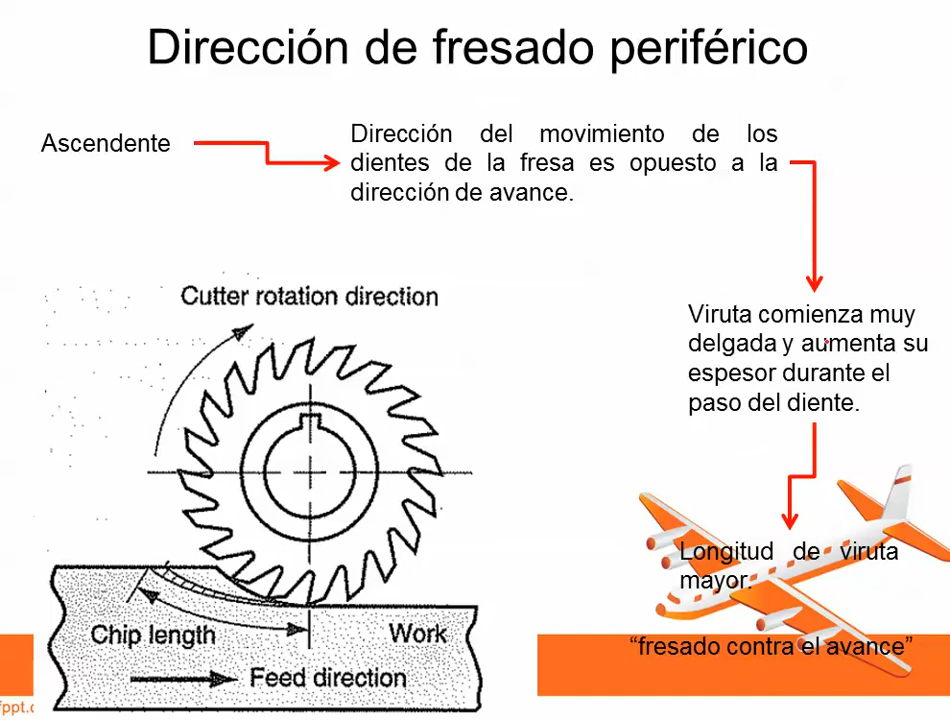 Dirección de fresado periférico
Ascendente
Dirección del movimiento de los
dientes de la fresa es opuesto a la
dirección de avance.
Viruta comienza muy
delgada y aumenta su
espesor durante el
paso del diente.
Cutter rotation direction
Longitud de viruta
mayor.
Chip length
Work
"fresado contra el avance"
Feed direction